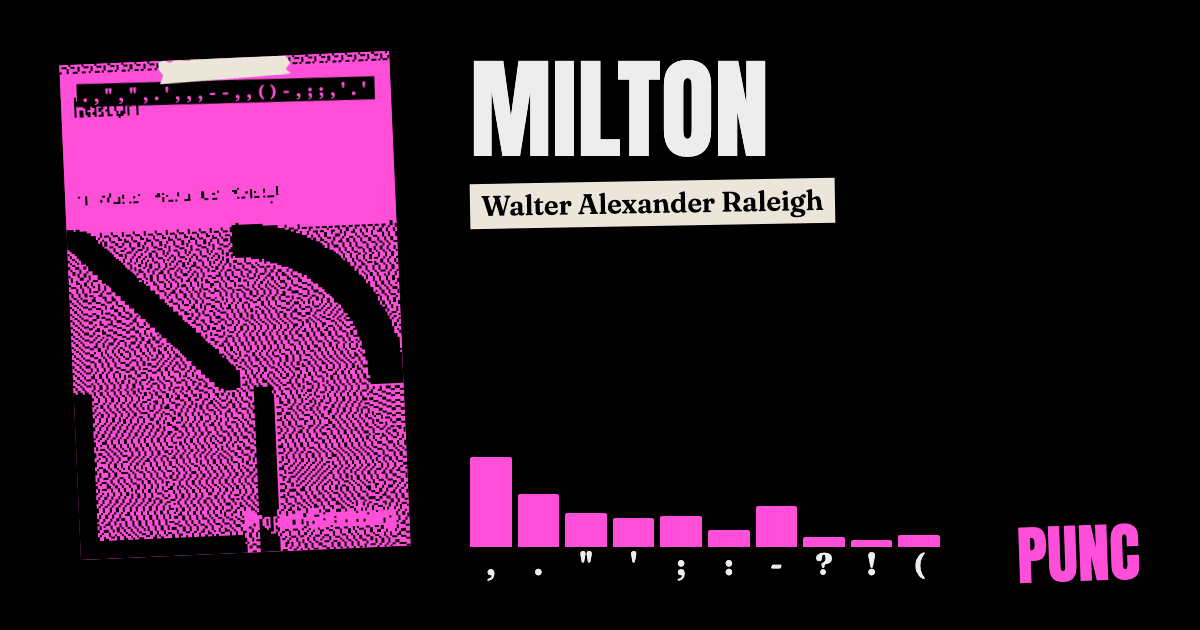 .,",",.',,,--,,()-,;;,'.'
MILTON
Walter Alexander Raleigh
, . " ' ; : - ? ! (
PUNC